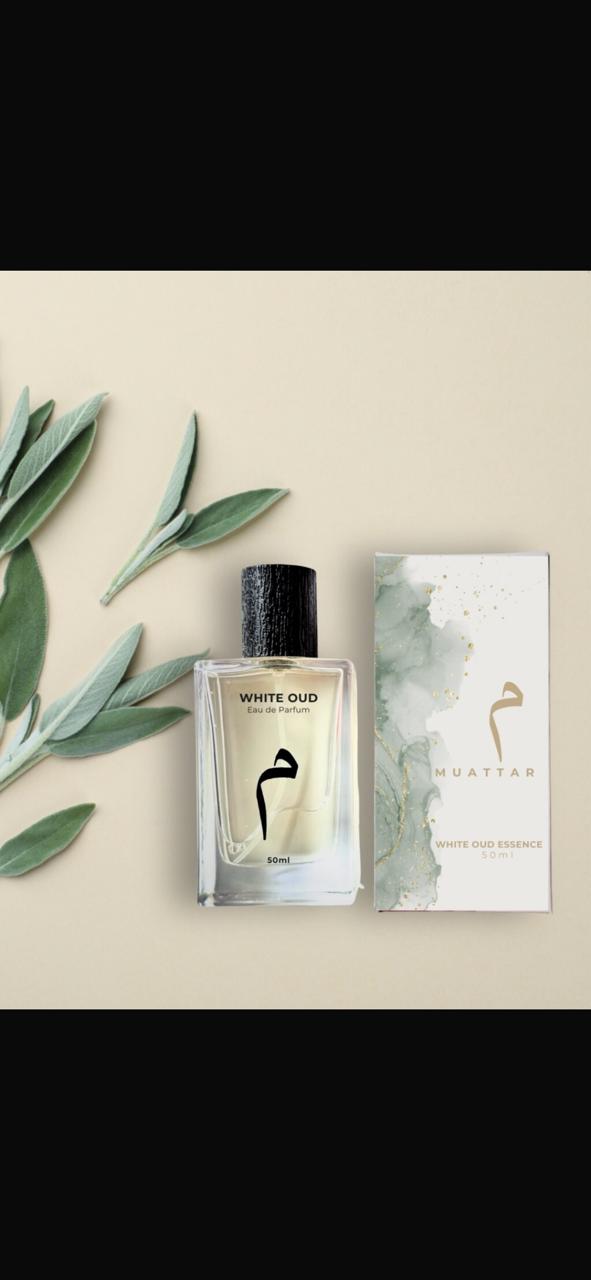 WHITE OUD
Eau de Parfum
م
50ml
م
MUATTAR
WHITE OUD ESSENCE
50ml